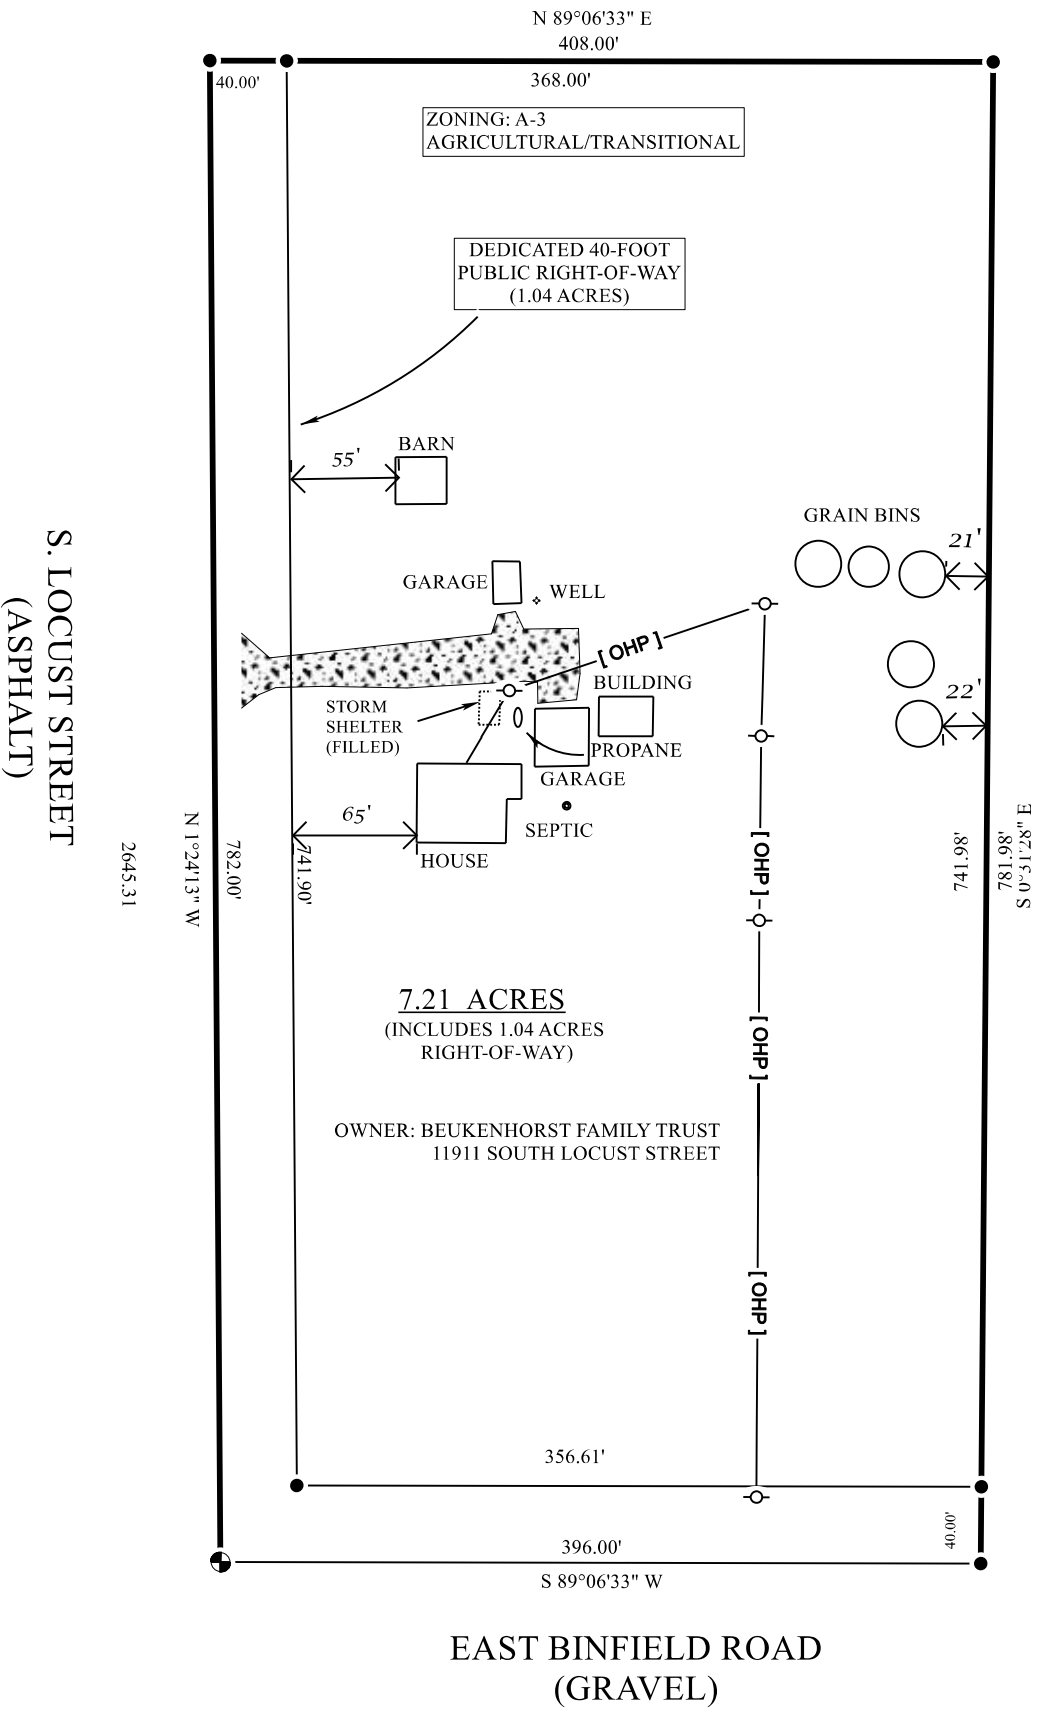 N 89°06'33" E
408.00'
40.00'
368.00'
ZONING: A-3
AGRICULTURAL/TRANSITIONAL
DEDICATED 40-FOOT
PUBLIC RIGHT-OF-WAY
(1.04 ACRES)
BARN
55'
GRAIN BINS
21'
GARAGE
WELL
[ OHP ]
BUILDING
22'
STORM
SHELTER
(FILLED)
PROPANE
GARAGE
65'
SEPTIC
HOUSE
S. LOCUST STREET
(ASPHALT)
2645.31
N 1°24'13" W
782.00'
741.90'
[ OHP ]
741.98'
781.98'
S 0°31'28" E
7.21 ACRES
(INCLUDES 1.04 ACRES
RIGHT-OF-WAY)
[ OHP ]
OWNER: BEUKENHORST FAMILY TRUST
11911 SOUTH LOCUST STREET
[ OHP ]
356.61'
40.00'
396.00'
S 89°06'33" W
EAST BINFIELD ROAD
(GRAVEL)